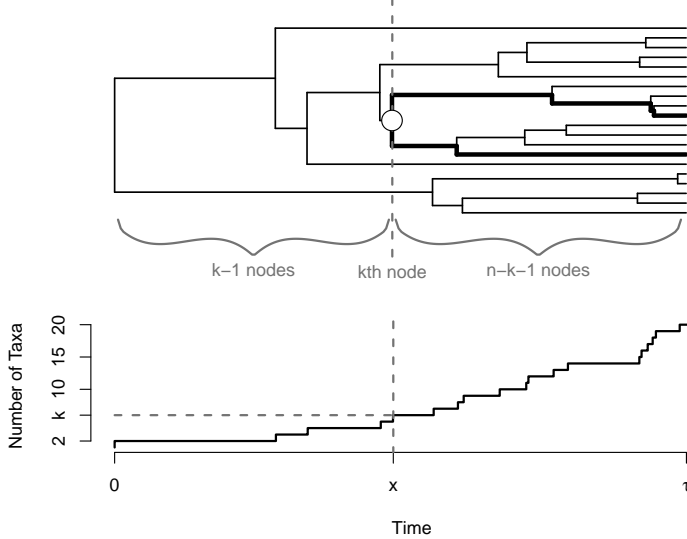 k−1 nodes
kth node
n−k−1 nodes
Number of Taxa
20
15
10
k
2
0
x
τ
Time